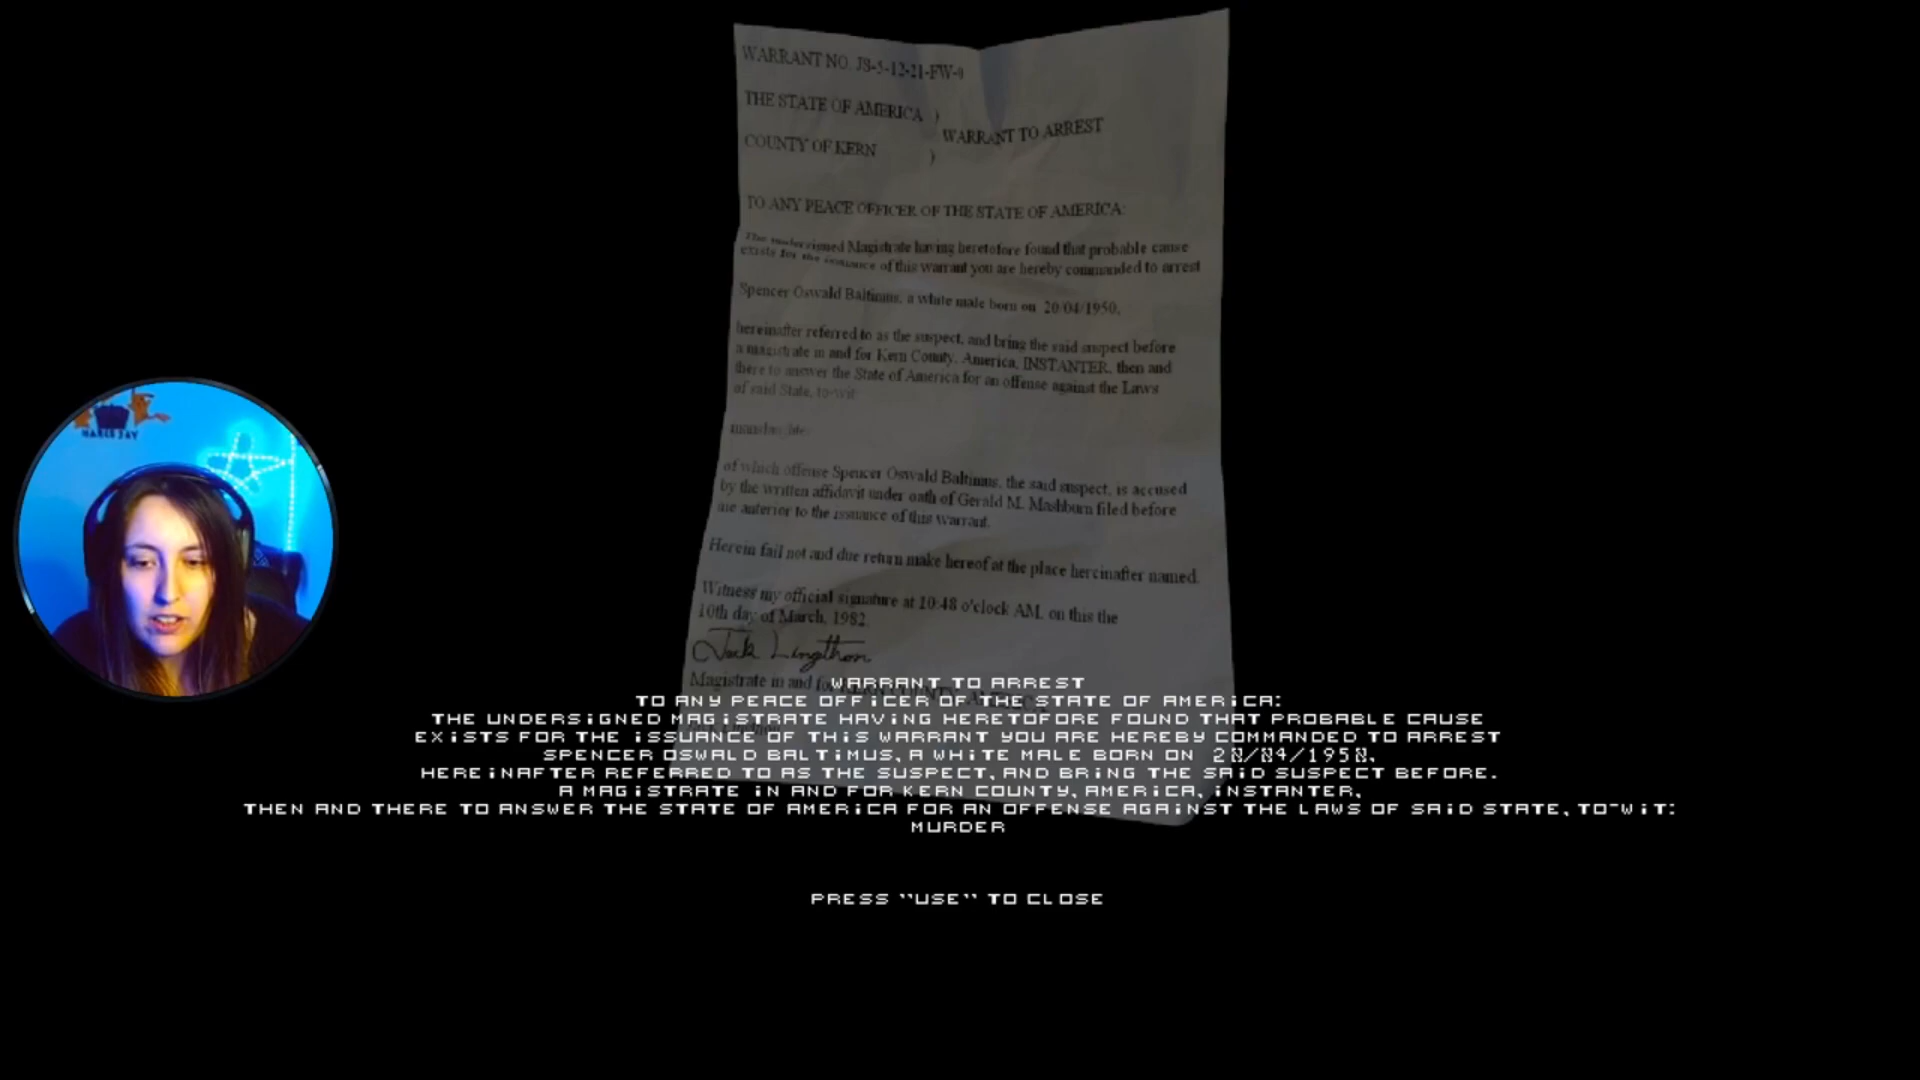 WARRANT NO. J8-5-12-21-FW-0
THE STATE OF AMERICA )
WARRANT TO ARREST
COUNTY OF KERN )
TO ANY PEACE OFFICER OF THE STATE OF AMERICA:
The undersigned Magistrate having heretofore found that probable cause
exists for the issuance of this warrant you are hereby commanded to arrest
Spencer Oswald Baltimus, a white male born on 20/04/1950,
hereinafter referred to as the suspect, and bring the said suspect before
a magistrate in and for Kern County, America, INSTANTER, then and
there to answer the State of America for an offense against the Laws
of said State, to-wit:
of which offense Spencer Oswald Baltimus, the said suspect, is accused
by the written affidavit under oath of Gerald M. Mashburn filed before
me anterior to the issuance of this warrant.
Herein fail not and due return make hereof at the place hereinafter named.
Witness my official signature at 10:48 o'clock AM, on this the
10th day of March, 1982
Magistrate in and for KERN COUNTY, AMERICA
WARRANT TO ARREST
TO ANY PEACE OFFICER OF THE STATE OF AMERICA:
THE UNDERSIGNED MAGISTRATE HAVING HERETOFORE FOUND THAT PROBABLE CAUSE
EXISTS FOR THE ISSUANCE OF THIS WARRANT YOU ARE HEREBY COMMANDED TO ARREST
SPENCER OSWALD BALTIMUS, A WHITE MALE BORN ON 20/04/1950,
HEREINAFTER REFERRED TO AS THE SUSPECT, AND BRING THE SAID SUSPECT BEFORE.
A MAGISTRATE IN AND FOR KERN COUNTY, AMERICA, INSTANTER,
THEN AND THERE TO ANSWER THE STATE OF AMERICA FOR AN OFFENSE AGAINST THE LAWS OF SAID STATE, TO-WIT:
MURDER
PRESS "USE" TO CLOSE